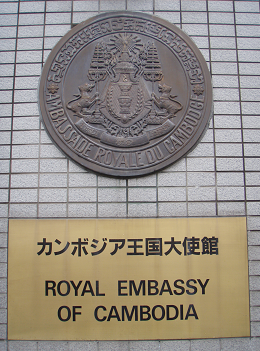 AMBASSADE ROYALE DU CAMBODGE
カンボジア王国大使館
ROYAL EMBASSY
OF CAMBODIA